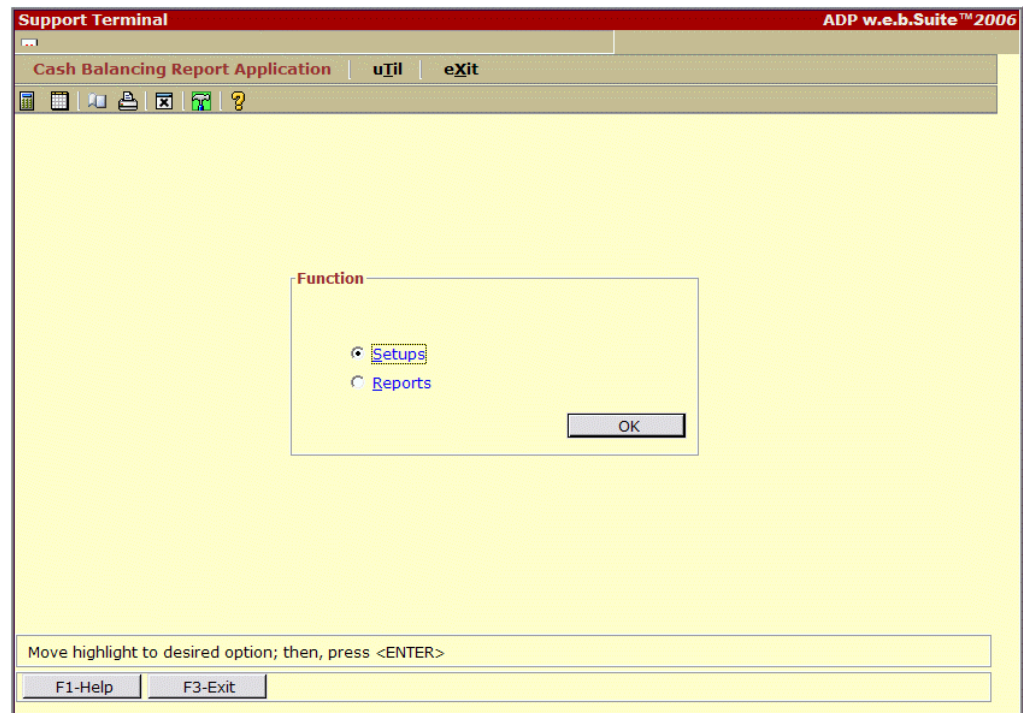 Support Terminal ADP w.e.b.Suite™2006
Cash Balancing Report Application uTil eXit
Function
Setups
Reports
OK
Move highlight to desired option; then, press <ENTER>
F1-Help F3-Exit